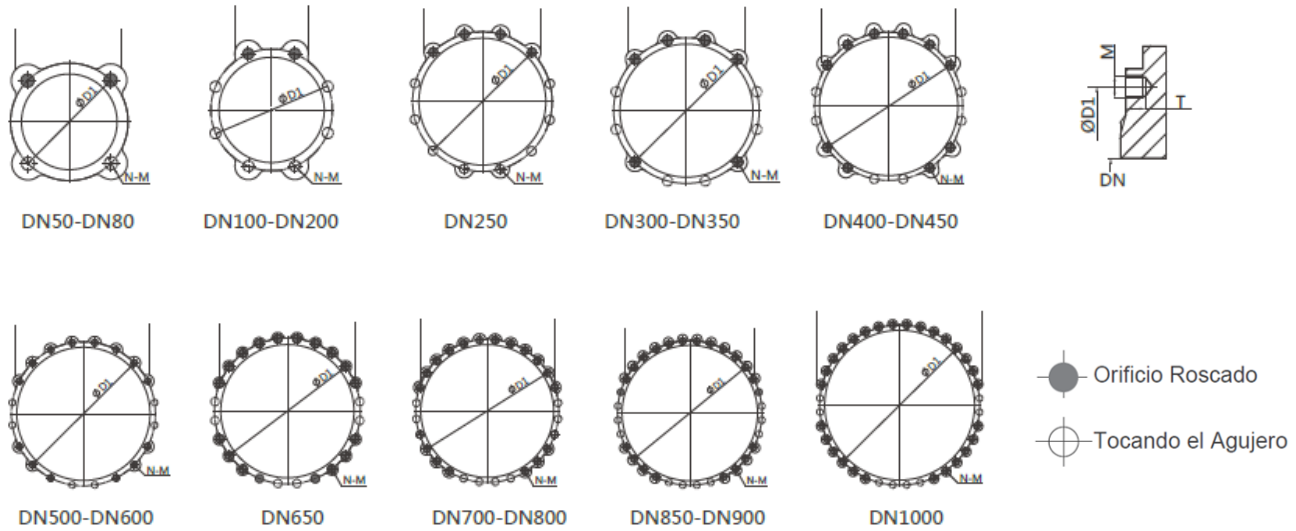 ØD1
N-M
DN50-DN80
ØD1
N-M
DN100-DN200
ØD1
N-M
DN250
ØD1
N-M
DN300-DN350
ØD1
N-M
DN400-DN450
M
ØD1
T
DN
ØD1
N-M
DN500-DN600
ØD1
N-M
DN650
ØD1
N-M
DN700-DN800
ØD1
N-M
DN850-DN900
ØD1
N-M
DN1000
Orificio Roscado
Tocando el Agujero